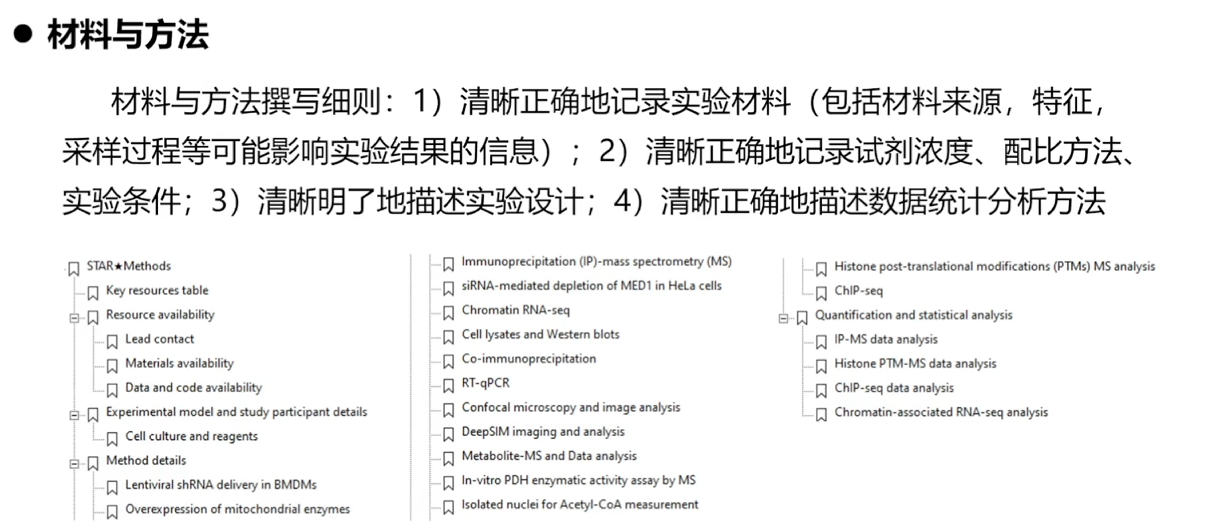 ● 材料与方法
材料与方法撰写细则：1）清晰正确地记录实验材料（包括材料来源，特征，
采样过程等可能影响实验结果的信息）；2）清晰正确地记录试剂浓度、配比方法、
实验条件；3）清晰明了地描述实验设计；4）清晰正确地描述数据统计分析方法
STAR★Methods
Key resources table
Resource availability
Lead contact
Materials availability
Data and code availability
Experimental model and study participant details
Cell culture and reagents
Method details
Lentiviral shRNA delivery in BMDMs
Overexpression of mitochondrial enzymes
Immunoprecipitation (IP)-mass spectrometry (MS)
siRNA-mediated depletion of MED1 in HeLa cells
Chromatin RNA-seq
Cell lysates and Western blots
Co-immunoprecipitation
RT-qPCR
Confocal microscopy and image analysis
DeepSIM imaging and analysis
Metabolite-MS and Data analysis
In-vitro PDH enzymatic activity assay by MS
Isolated nuclei for Acetyl-CoA measurement
Histone post-translational modifications (PTMs) MS analysis
ChIP-seq
Quantification and statistical analysis
IP-MS data analysis
Histone PTM-MS data analysis
ChIP-seq data analysis
Chromatin-associated RNA-seq analysis